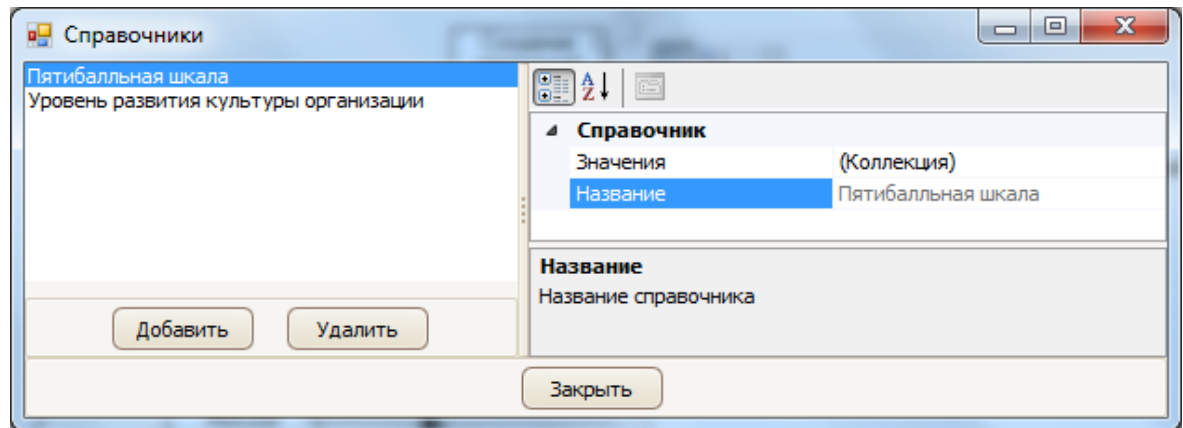 Справочники
Пятибалльная шкала
Уровень развития культуры организации
Добавить Удалить
Справочник
Значения (Коллекция)
Название Пятибалльная шкала
Название
Название справочника
Закрыть